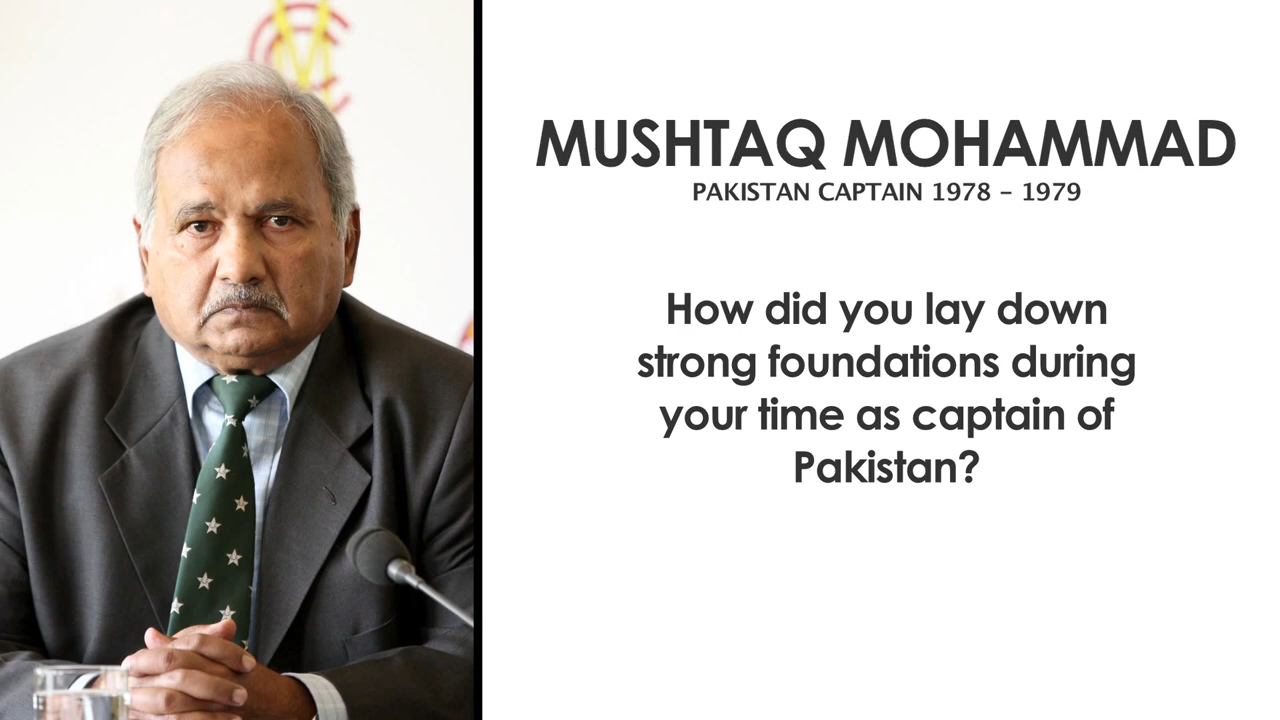 MCC
MUSHTAQ MOHAMMAD
PAKISTAN CAPTAIN 1978 – 1979
How did you lay down
strong foundations during
your time as captain of
Pakistan?